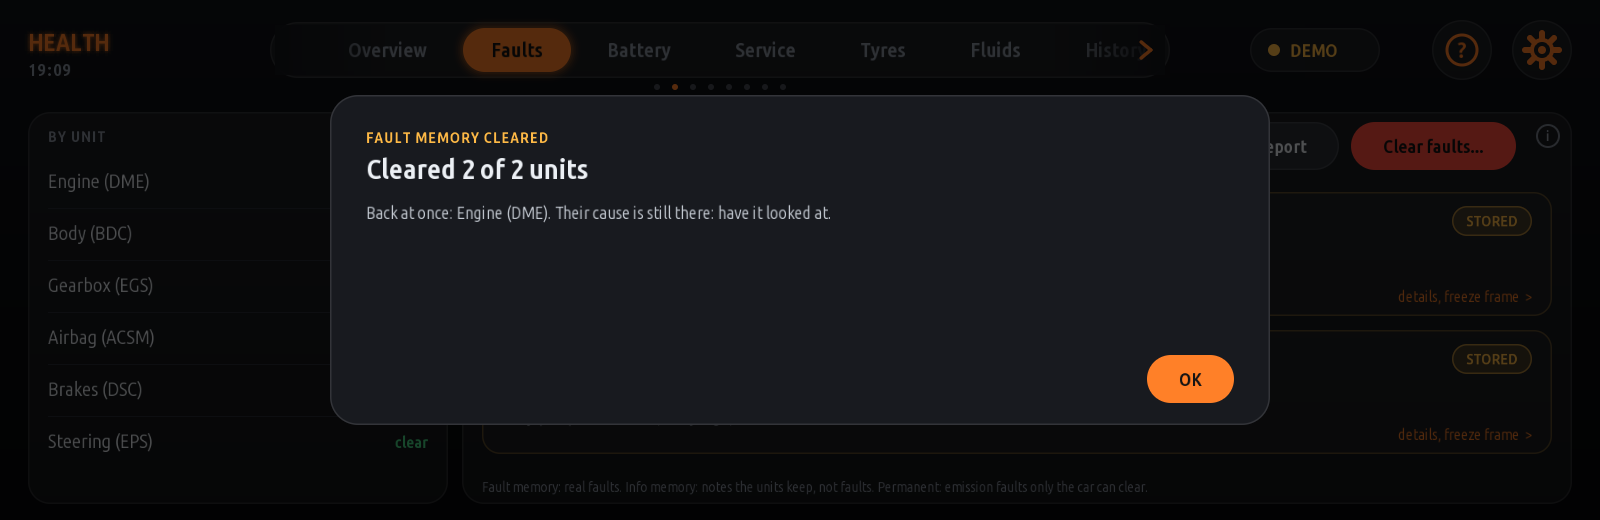 HEALTH
19:09
Overview Faults Battery Service Tyres Fluids History
DEMO
?
BY UNIT
Engine (DME)
Body (BDC)
Gearbox (EGS)
Airbag (ACSM)
Brakes (DSC)
Steering (EPS) clear
FAULT MEMORY CLEARED
Cleared 2 of 2 units
Back at once: Engine (DME). Their cause is still there: have it looked at.
OK
Clear faults...
i
STORED
details, freeze frame >
STORED
details, freeze frame >
Fault memory: real faults. Info memory: notes the units keep, not faults. Permanent: emission faults only the car can clear.